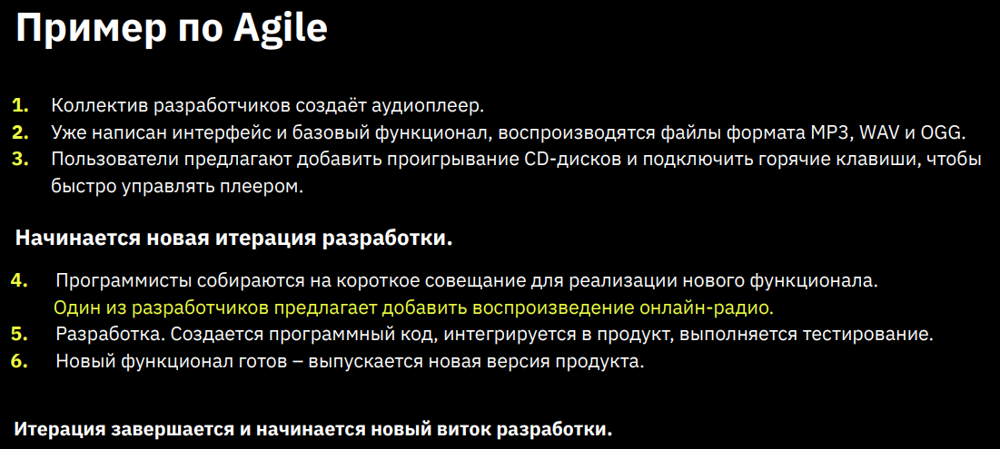 Пример по Agile
1. Коллектив разработчиков создаёт аудиоплеер.
2. Уже написан интерфейс и базовый функционал, воспроизводятся файлы формата MP3, WAV и OGG.
3. Пользователи предлагают добавить проигрывание CD-дисков и подключить горячие клавиши, чтобы
быстро управлять плеером.
Начинается новая итерация разработки.
4. Программисты собираются на короткое совещание для реализации нового функционала.
Один из разработчиков предлагает добавить воспроизведение онлайн-радио.
5. Разработка. Создается программный код, интегрируется в продукт, выполняется тестирование.
6. Новый функционал готов – выпускается новая версия продукта.
Итерация завершается и начинается новый виток разработки.